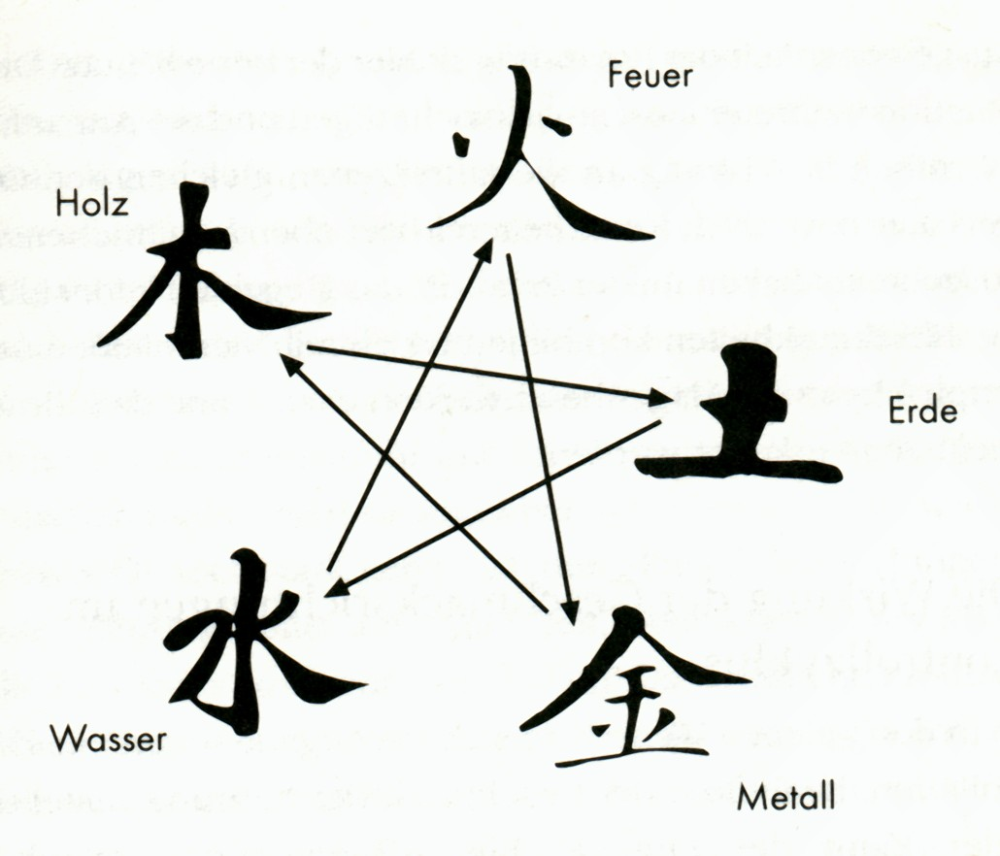 Feuer
火
Holz
木
土
Erde
水
Wasser
金
Metall